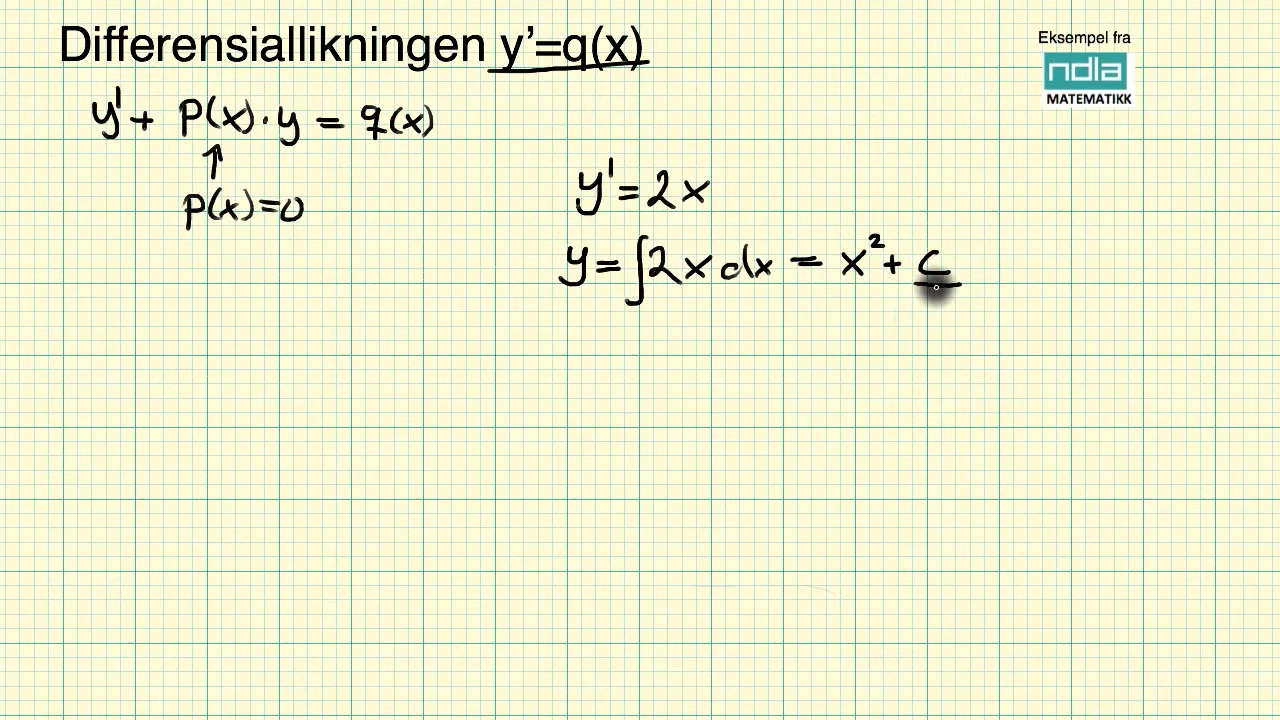 Differensiallikningen y'=q(x)
Eksempel fra
ndla
MATEMATIKK
y' + p(x)·y = q(x)
↑
p(x)=0
y' = 2x
y = ∫2x dx = x² + C